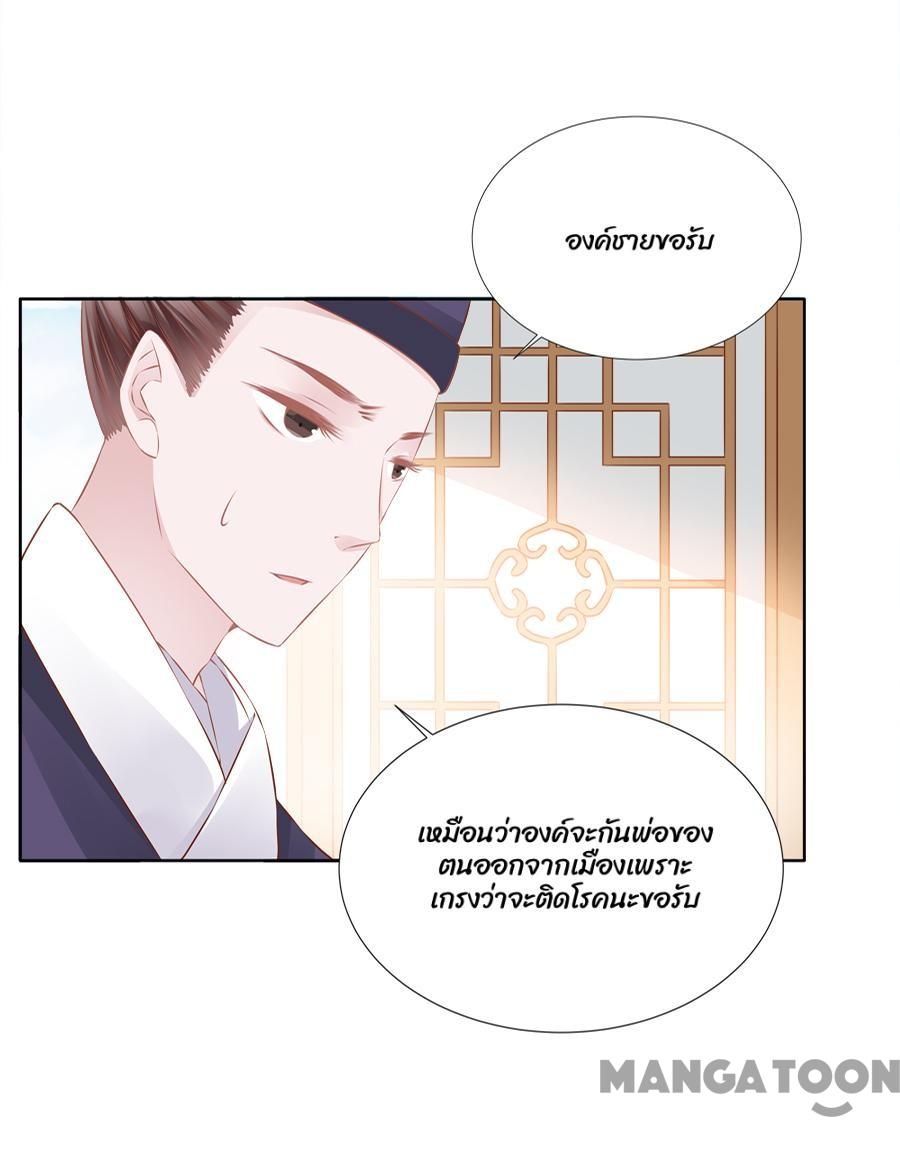 องค์ชายขอรับ
เหมือนว่าองค์จะกันพ่อของ
ตนออกจากเมืองเพราะ
เกรงว่าจะติดโรคนะขอรับ
MANGATOON